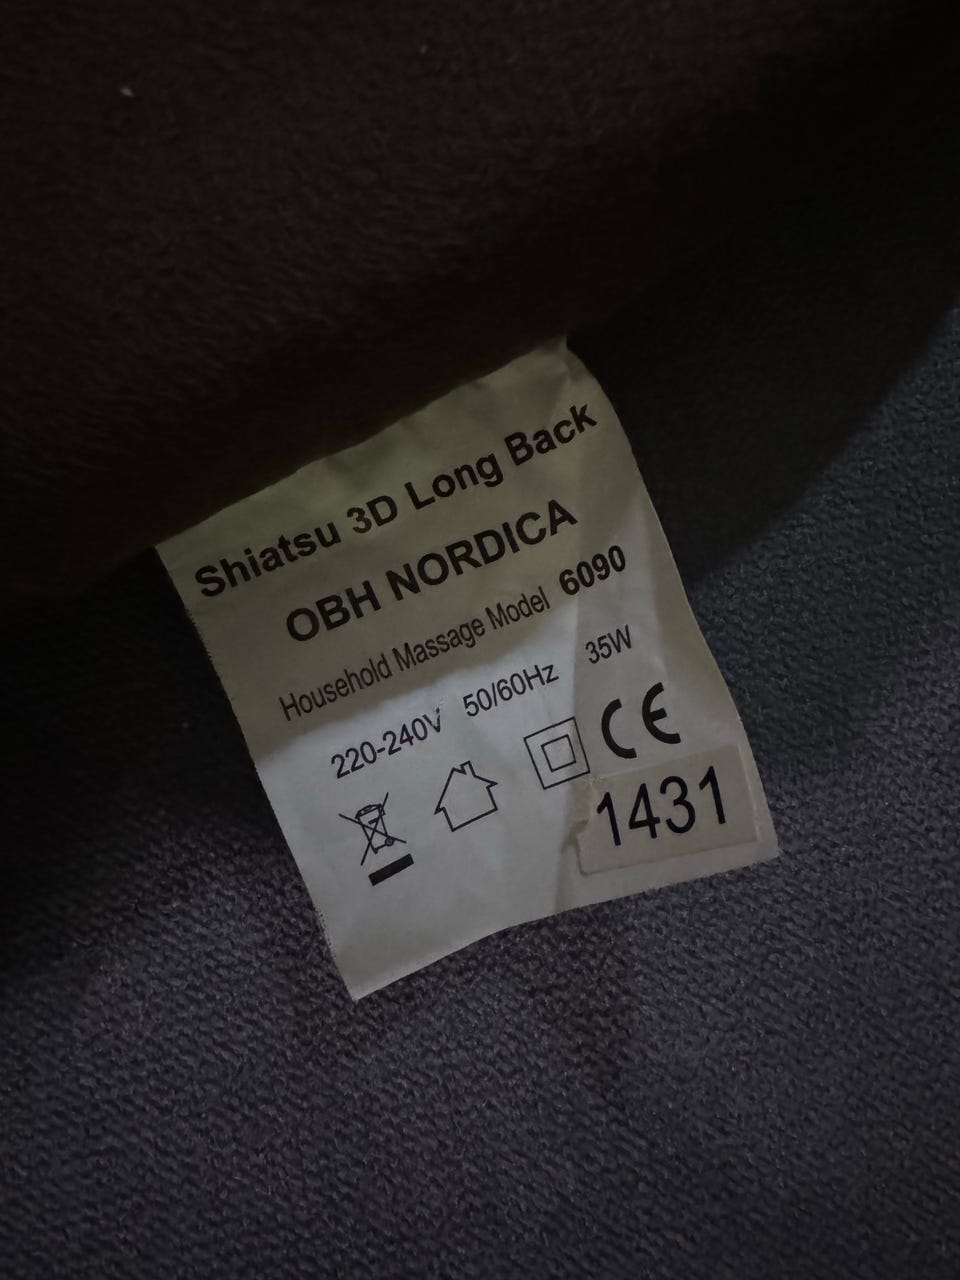 Shiatsu 3D Long Back
OBH NORDICA
Household Massage Model 6090
220-240V 50/60Hz 35W
CE
1431